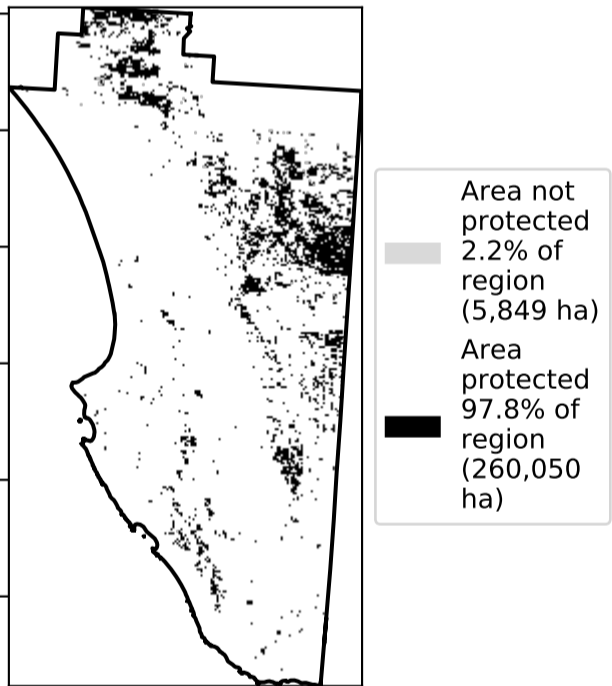 Area not
protected
2.2% of
region
(5,849 ha)
Area
protected
97.8% of
region
(260,050
ha)